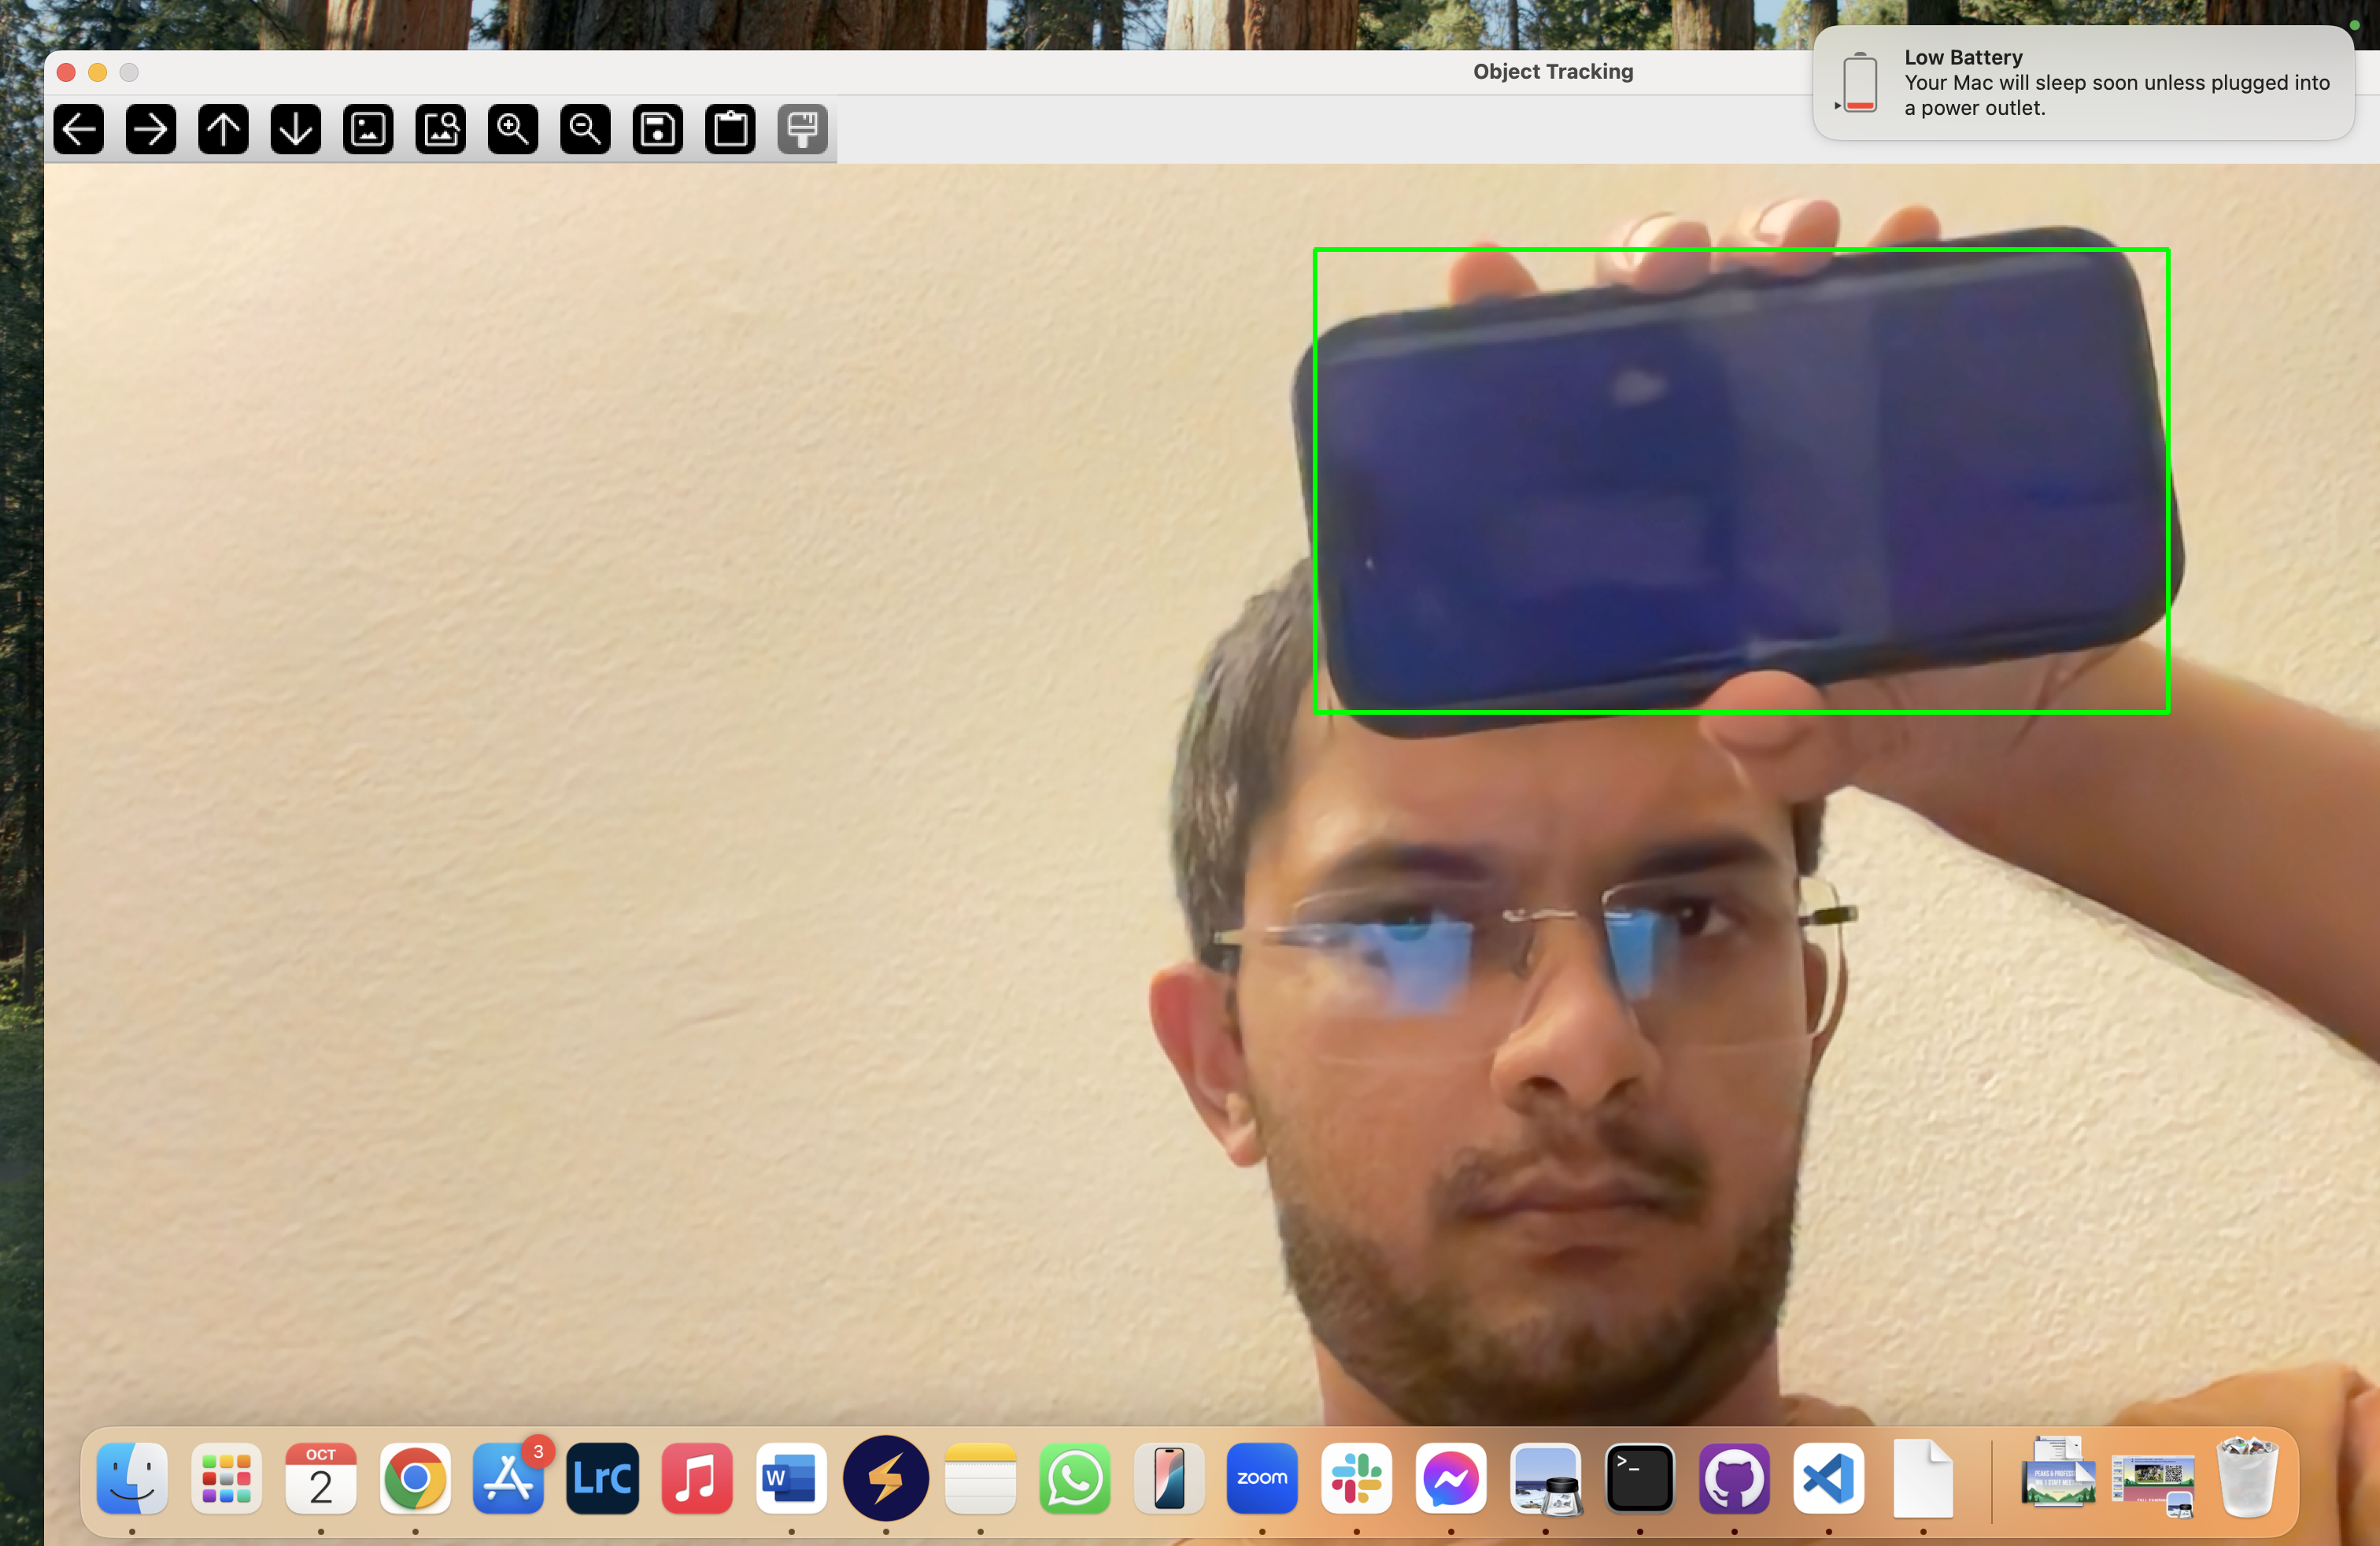 Object Tracking
Low Battery
Your Mac will sleep soon unless plugged into
a power outlet.
OCT
2
3
LrC
W
zoom
>_